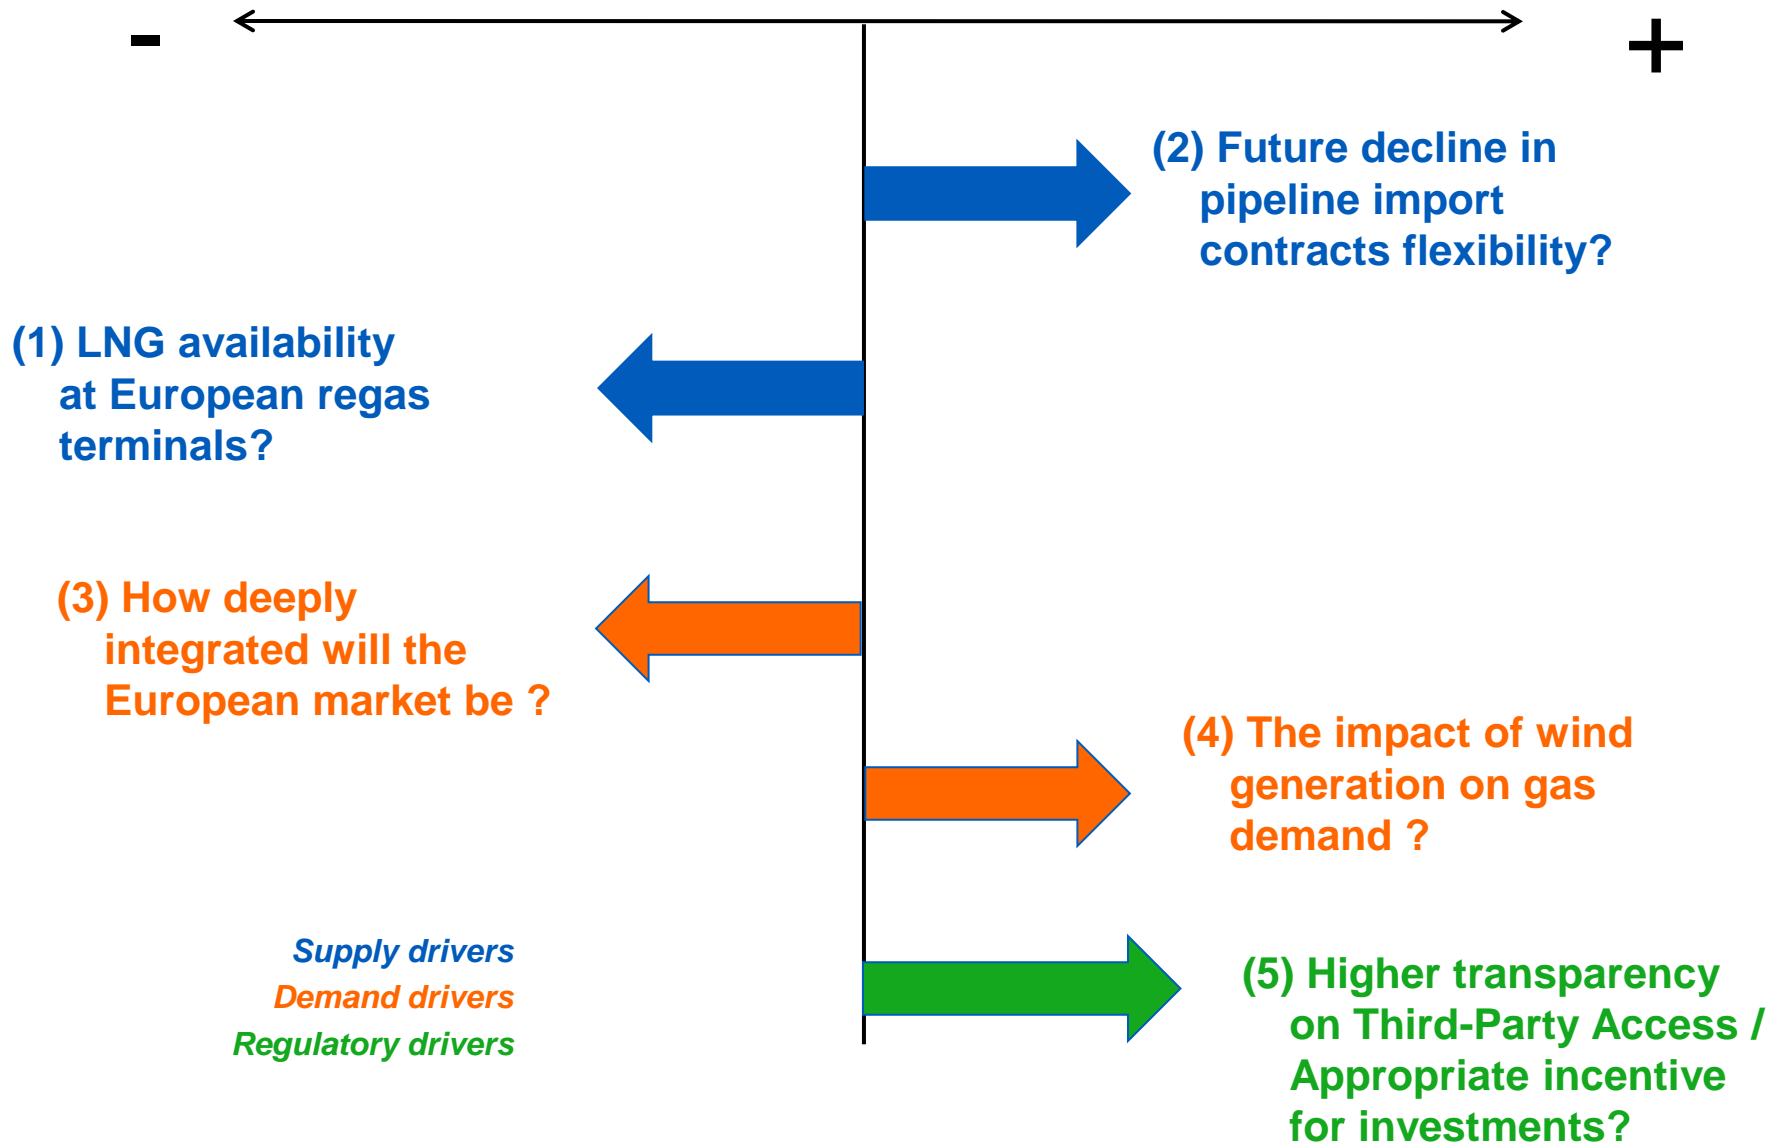 -
+
(2) Future decline in
pipeline import
contracts flexibility?
(1) LNG availability
at European regas
terminals?
(3) How deeply
integrated will the
European market be ?
(4) The impact of wind
generation on gas
demand ?
Supply drivers
Demand drivers
Regulatory drivers
(5) Higher transparency
on Third-Party Access /
Appropriate incentive
for investments?